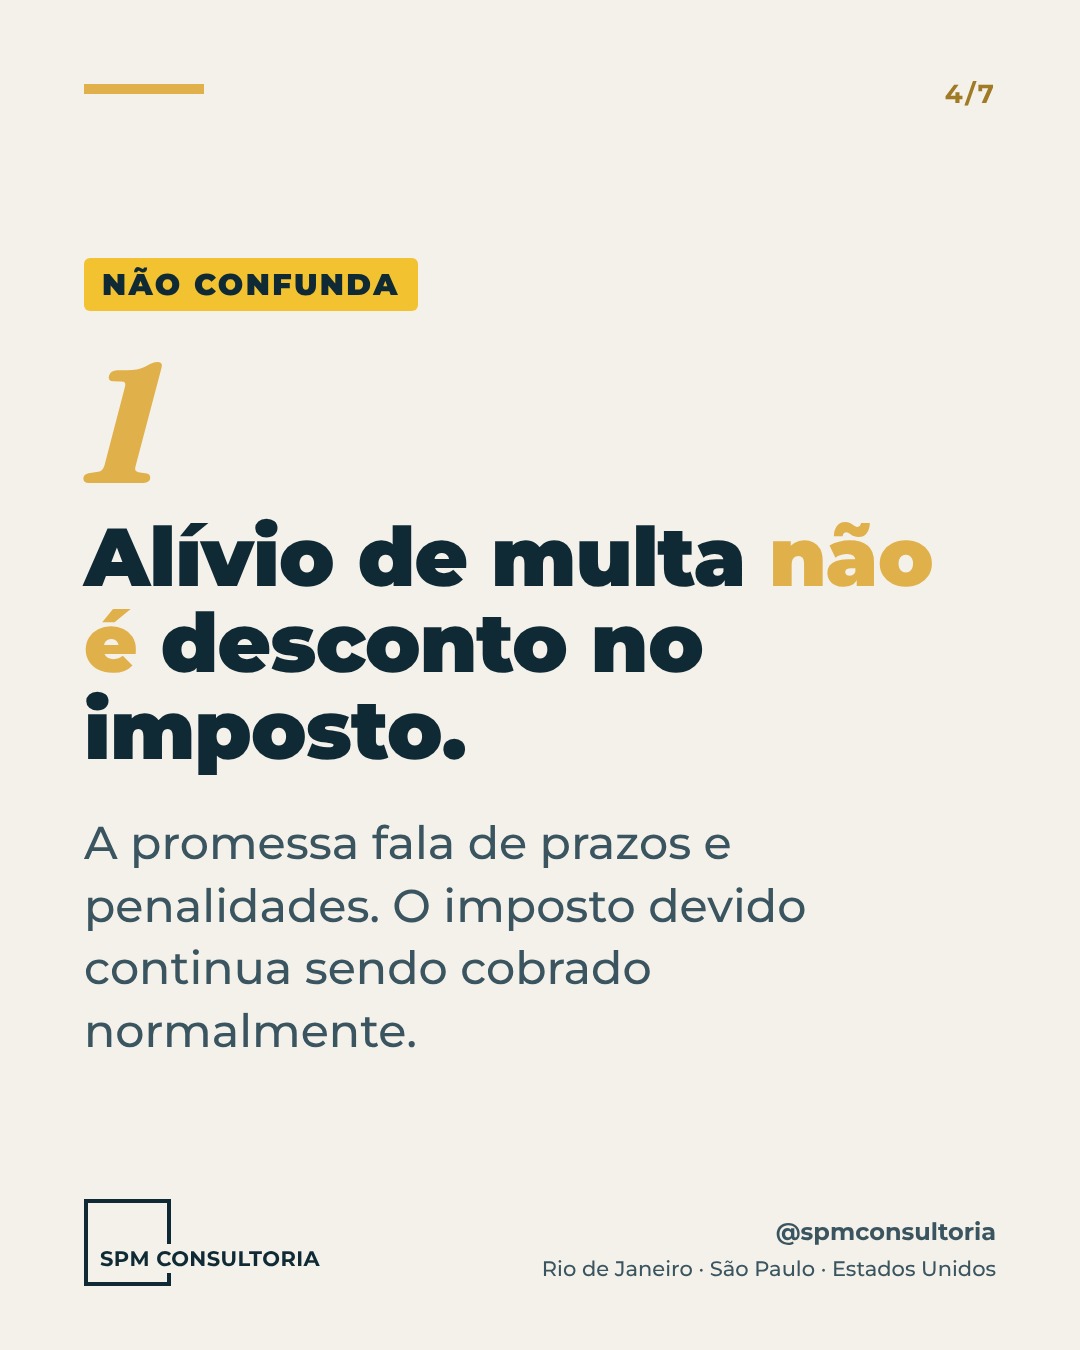 4/7
NÃO CONFUNDA
1
Alívio de multa não
é desconto no
imposto.
A promessa fala de prazos e
penalidades. O imposto devido
continua sendo cobrado
normalmente.
SPM CONSULTORIA
@spmconsultoria
Rio de Janeiro · São Paulo · Estados Unidos